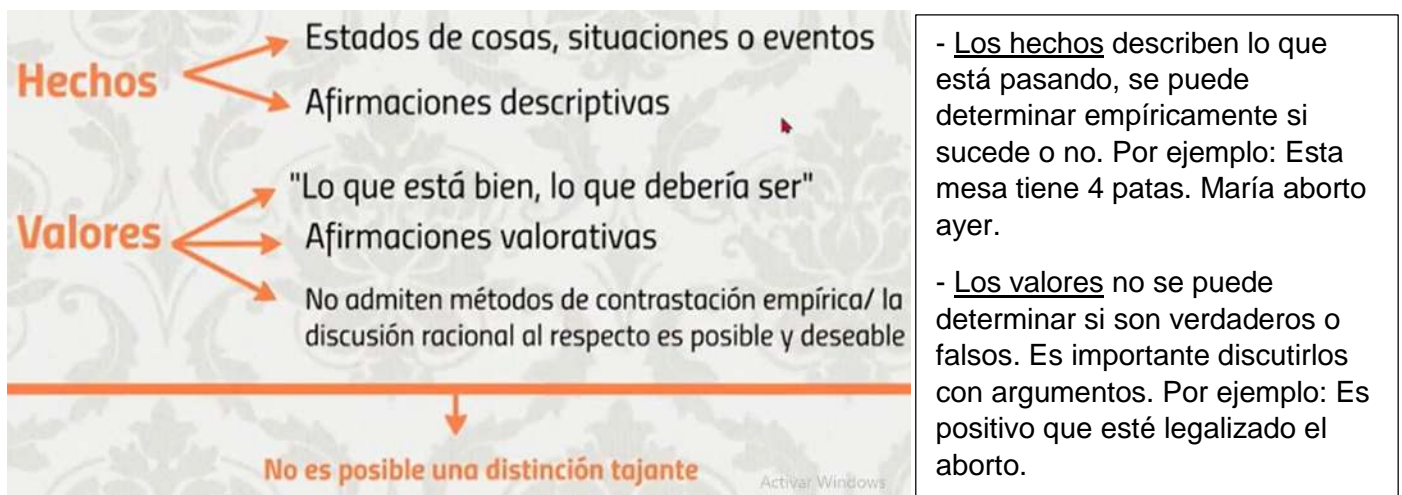 Hechos
Estados de cosas, situaciones o eventos
Afirmaciones descriptivas
Valores
"Lo que está bien, lo que debería ser"
Afirmaciones valorativas
No admiten métodos de contrastación empírica/ la
discusión racional al respecto es posible y deseable
No es posible una distinción tajante
Activar Windows
- Los hechos describen lo que
está pasando, se puede
determinar empíricamente si
sucede o no. Por ejemplo: Esta
mesa tiene 4 patas. María aborto
ayer.
- Los valores no se puede
determinar si son verdaderos o
falsos. Es importante discutirlos
con argumentos. Por ejemplo: Es
positivo que esté legalizado el
aborto.